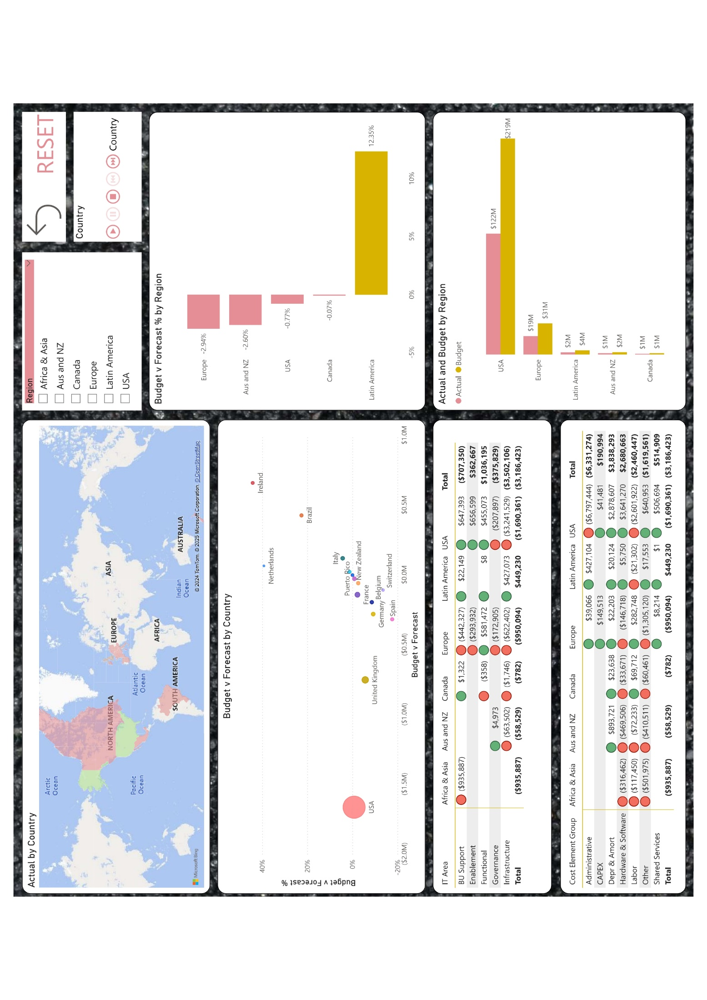 Actual by Country
Arctic
Ocean
NORTH AMERICA
EUROPE
ASIA
Pacific
Ocean
Atlantic
Ocean
AFRICA
SOUTH AMERICA
Indian
Ocean
AUSTRALIA
Microsoft Bing
© 2024 TomTom, © 2025 Microsoft Corporation, © OpenStreetMap
Region
Africa & Asia
Aus and NZ
Canada
Europe
Latin America
USA
RESET
Country
Country
Budget v Forecast by Country
Budget v Forecast %
40%
20%
0%
-20%
Ireland
Netherlands
Brazil
Italy
Puerto Rico
New Zealand
France
Belgium
Switzerland
Germany
Spain
United Kingdom
USA
($2.0M) ($1.5M) ($1.0M) ($0.5M) $0.0M $0.5M $1.0M
Budget v Forecast
Budget v Forecast % by Region
Europe -2.94%
Aus and NZ -2.60%
USA -0.77%
Canada -0.07%
Latin America 12.35%
-5% 0% 5% 10%
IT Area Africa & Asia Aus and NZ Canada Europe Latin America USA Total
BU Support ($935,887) $1,322 ($442,327) $22,149 $647,393 ($707,350)
Enablement ($293,932) $656,599 $362,667
Functional ($358) $581,472 $8 $455,073 $1,036,195
Governance $4,973 ($172,905) ($207,897) ($375,829)
Infrastructure ($63,502) ($1,746) ($622,402) $427,073 ($3,241,529) ($3,502,106)
Total ($935,887) ($58,529) ($782) ($950,094) $449,230 ($1,690,361) ($3,186,423)
Cost Element Group Africa & Asia Aus and NZ Canada Europe Latin America USA Total
Administrative $39,066 $427,104 ($6,797,444) ($6,331,274)
CAPEX $149,513 $41,481 $190,994
Depr & Amort $893,721 $23,638 $22,203 $20,124 $2,878,607 $3,838,293
Hardware & Software ($316,462) ($469,506) ($33,671) ($146,718) $5,750 $3,641,270 $2,680,663
Labor ($117,450) ($72,233) $69,712 $282,748 ($21,302) ($2,601,922) ($2,460,447)
Other ($501,975) ($410,511) ($60,461) ($1,305,120) $17,553 $640,953 ($1,619,561)
Shared Services $8,214 $1 $506,694 $514,909
Total ($935,887) ($58,529) ($782) ($950,094) $449,230 ($1,690,361) ($3,186,423)
Actual and Budget by Region
Actual Budget
USA $122M
$219M
Europe $19M
$31M
Latin America $2M
$4M
Aus and NZ $1M
$2M
Canada $1M
$1M